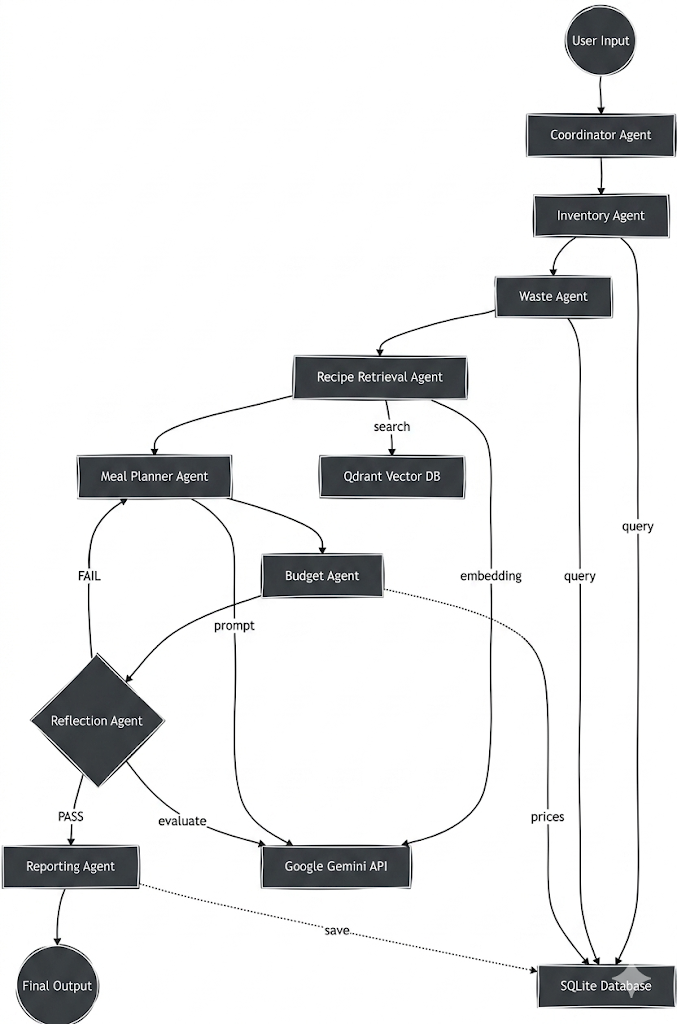 User Input
Coordinator Agent
Inventory Agent
Waste Agent
Recipe Retrieval Agent
search
Meal Planner Agent
Qdrant Vector DB
query
FAIL
Budget Agent
embedding
query
prompt
Reflection Agent
PASS
evaluate
prices
Reporting Agent
Google Gemini API
save
Final Output
SQLite Database